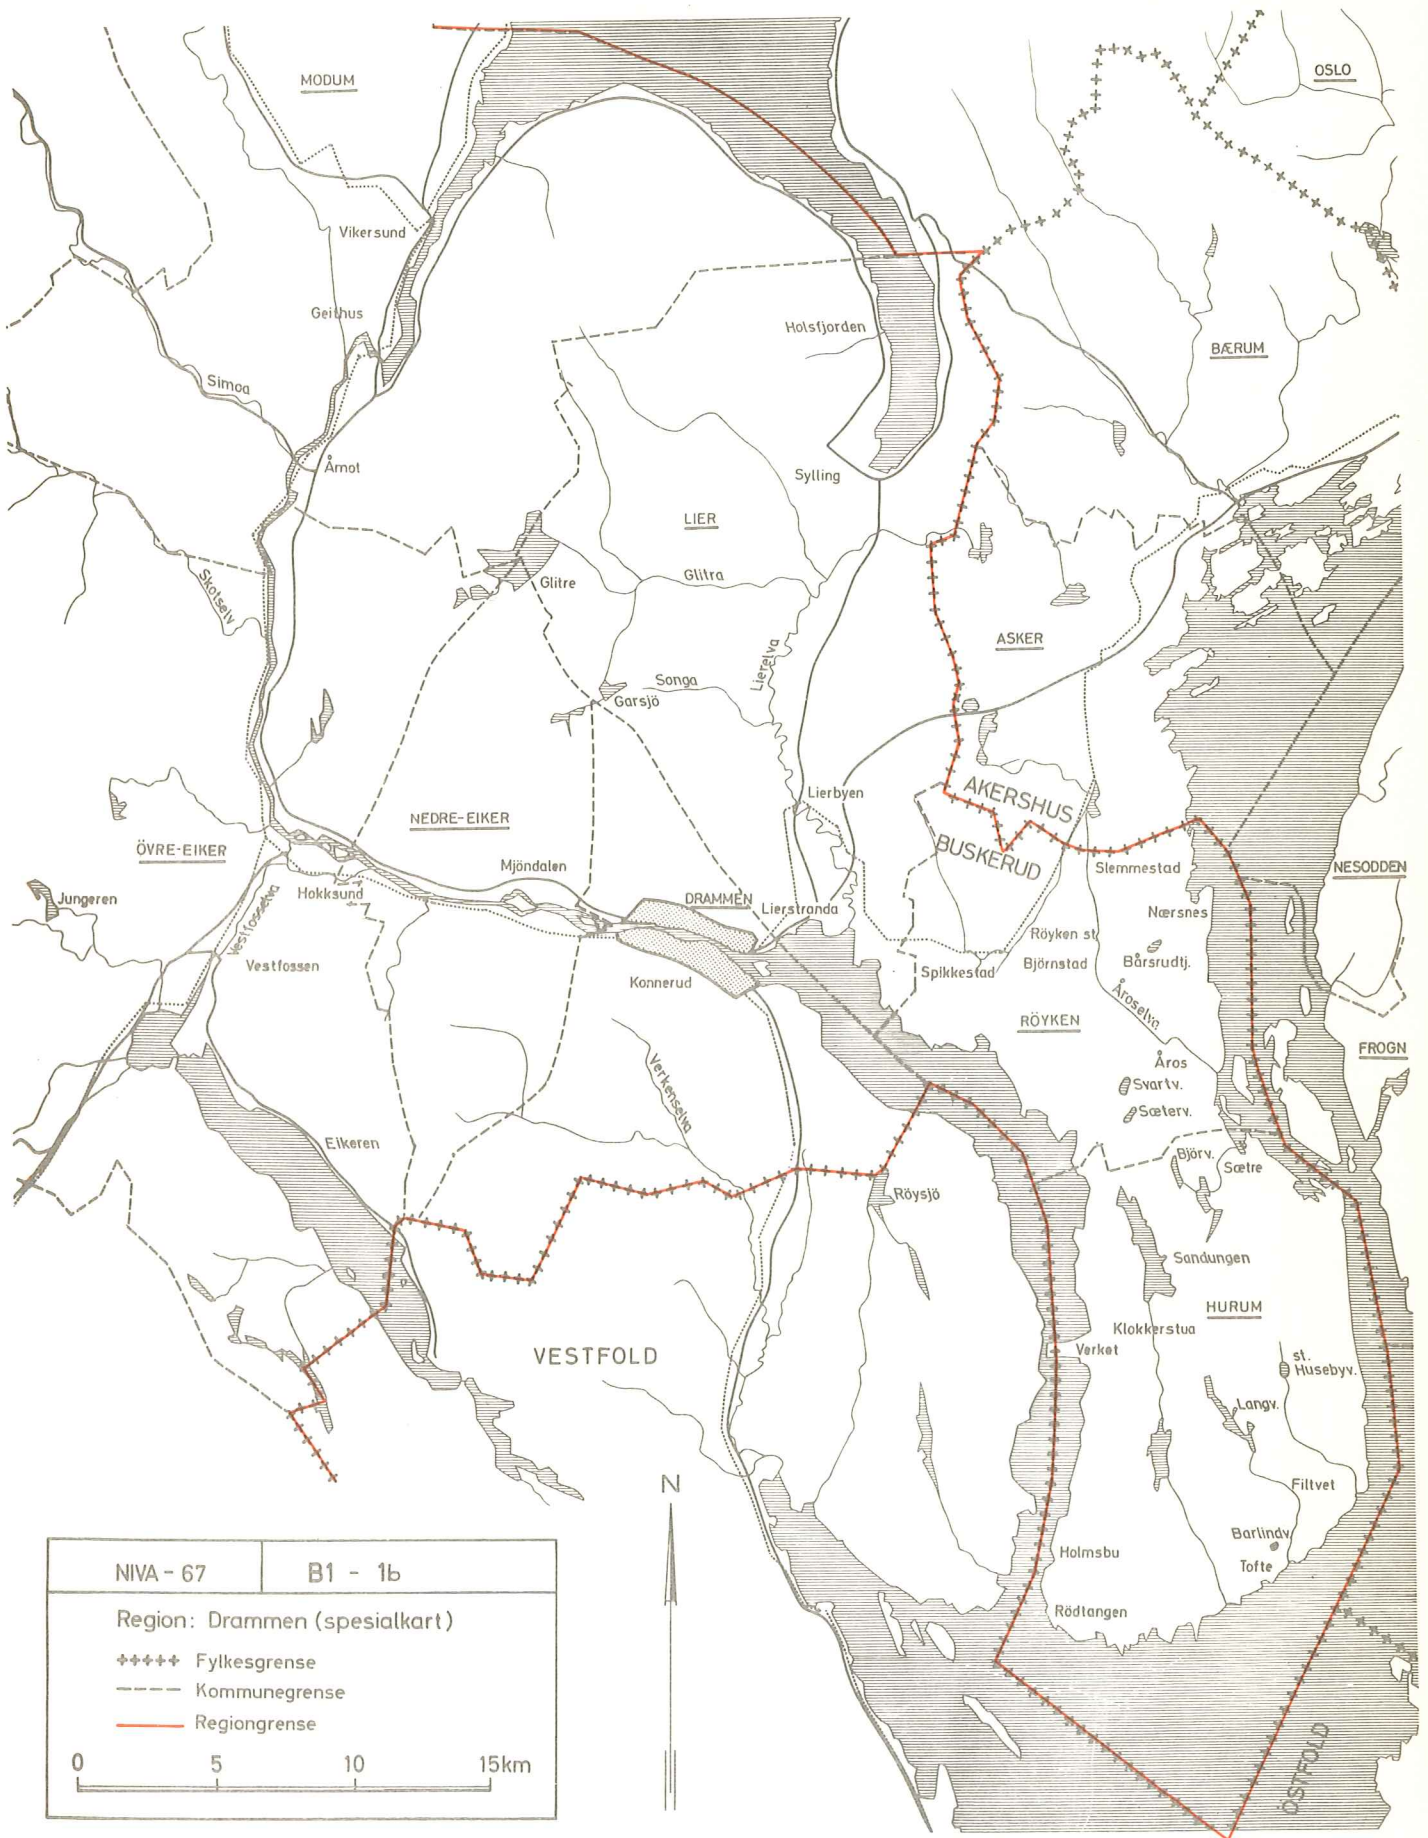 MODUM
OSLO
Vikersund
Geithus
Holsfjorden
BÆRUM
Simoa
Åmot
Sylling
LIER
Skotselv
Glitre
Glitra
ASKER
Lierelva
Songa
Garsjö
AKERSHUS
Lierbyen
NEDRE-EIKER
BUSKERUD
ÖVRE-EIKER
Mjöndalen
Slemmestad
NESODDEN
Jungeren
Hokksund
DRAMMEN
Lierstranda
Nærsnes
Vestfosselva
Röyken st.
Bårsrudtj.
Vestfossen
Björnstad
Spikkestad
Konnerud
Åroselva
RÖYKEN
FROGN
Åros
Svartv.
Verkenselva
Sæterv.
Eikeren
Björv.
Sætre
Röysjö
Sandungen
HURUM
Klokkerstua
VESTFOLD
Verket
st.
Husebyv.
Langv.
N
Filtvet
Barlindv.
Holmsbu
Tofte
Rödtangen
ÖSTFOLD
NIVA - 67
B1 - 1b
Region: Drammen (spesialkart)
+++++ Fylkesgrense
Kommunegrense
Regiongrense
0 5 10 15km